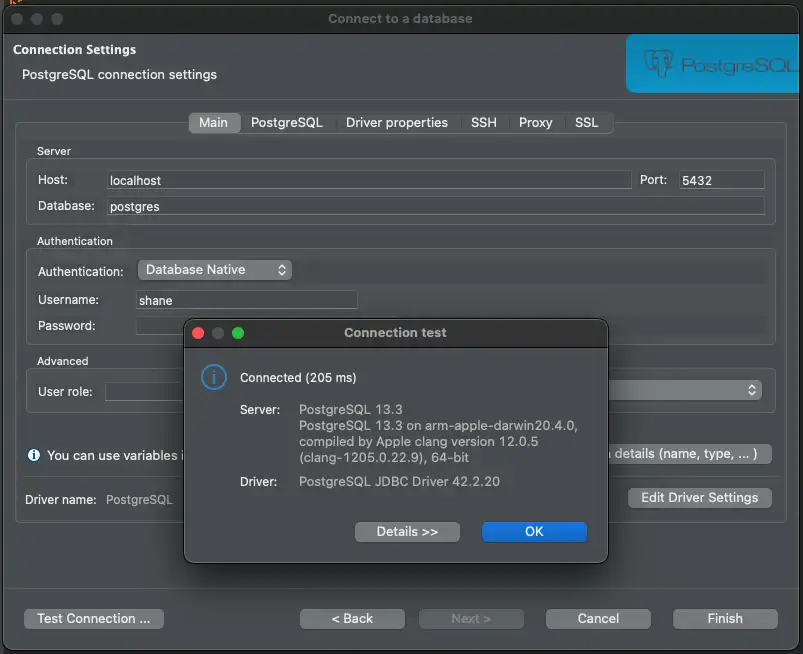 Connect to a database
Connection Settings
PostgreSQL connection settings
PostgreSQL
Main PostgreSQL Driver properties SSH Proxy SSL
Server
Host: localhost Port: 5432
Database: postgres
Authentication
Authentication: Database Native
Username: shane
Password:
Connection test
Advanced
Connected (205 ms)
User role:
Server: PostgreSQL 13.3
PostgreSQL 13.3 on arm-apple-darwin20.4.0,
compiled by Apple clang version 12.0.5
(clang-1205.0.22.9), 64-bit
You can use variables details (name, type, ... )
Driver: PostgreSQL JDBC Driver 42.2.20
Driver name: PostgreSQL Edit Driver Settings
Details >> OK
Test Connection ... < Back Next > Cancel Finish